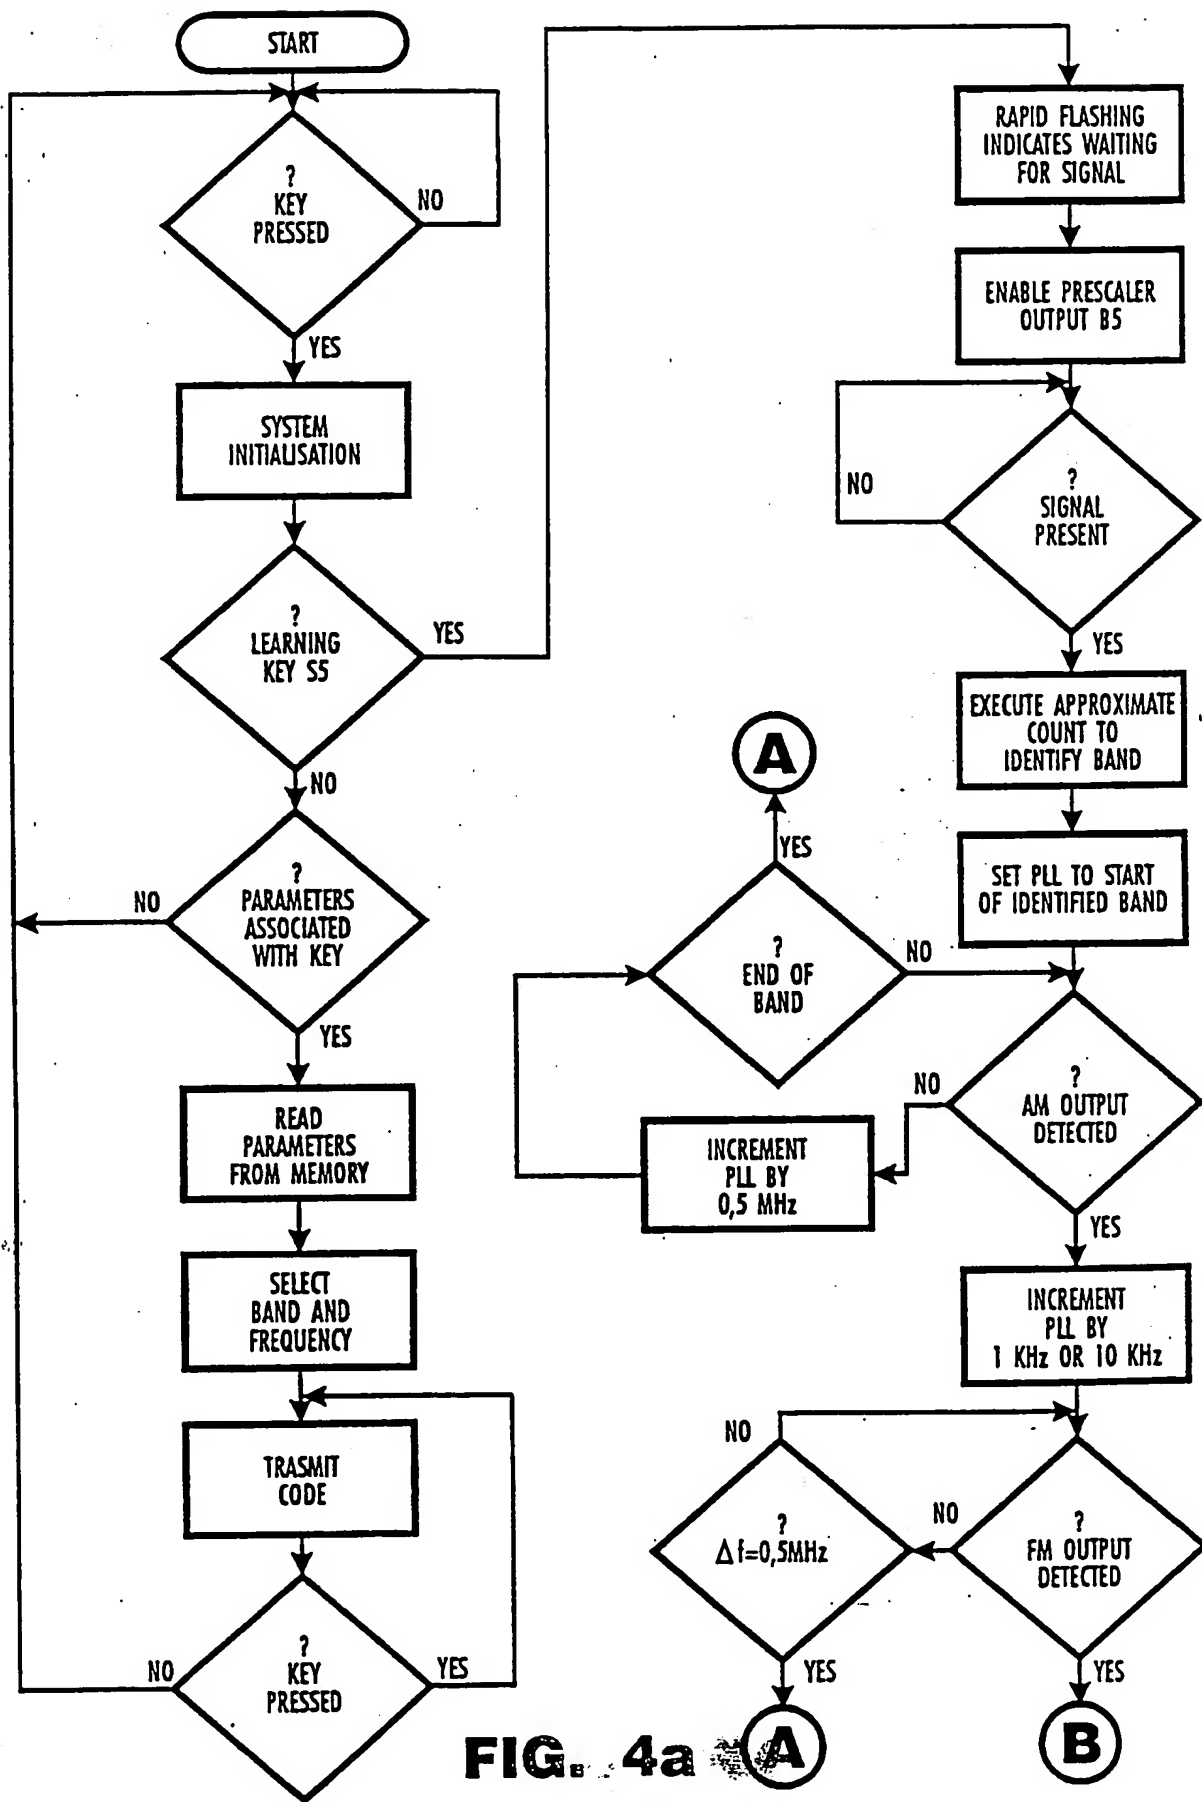 START
?
KEY
PRESSED
NO
YES
SYSTEM
INITIALISATION
?
LEARNING
KEY S5
YES
NO
?
PARAMETERS
ASSOCIATED
WITH KEY
NO
YES
READ
PARAMETERS
FROM MEMORY
SELECT
BAND AND
FREQUENCY
TRASMIT
CODE
?
KEY
PRESSED
NO
YES
RAPID FLASHING
INDICATES WAITING
FOR SIGNAL
ENABLE PRESCALER
OUTPUT B5
?
SIGNAL
PRESENT
NO
YES
EXECUTE APPROXIMATE
COUNT TO
IDENTIFY BAND
SET PLL TO START
OF IDENTIFIED BAND
A
YES
?
END OF
BAND
NO
?
AM OUTPUT
DETECTED
NO
INCREMENT
PLL BY
0,5 MHz
YES
INCREMENT
PLL BY
1 KHz OR 10 KHz
NO
?
Δf=0,5MHz
NO
?
FM OUTPUT
DETECTED
YES
YES
A
B
FIG. 4a